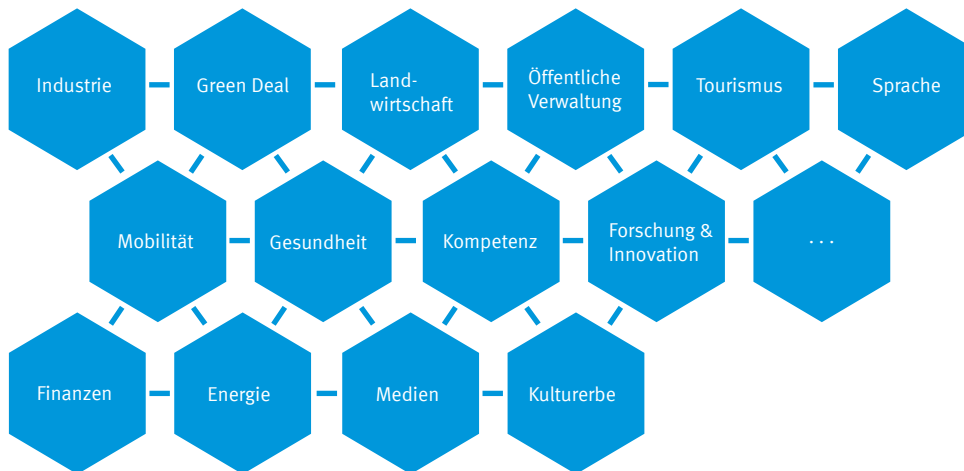 Industrie
Green Deal
Land-
wirtschaft
Öffentliche
Verwaltung
Tourismus
Sprache
Mobilität
Gesundheit
Kompetenz
Forschung &
Innovation
...
Finanzen
Energie
Medien
Kulturerbe